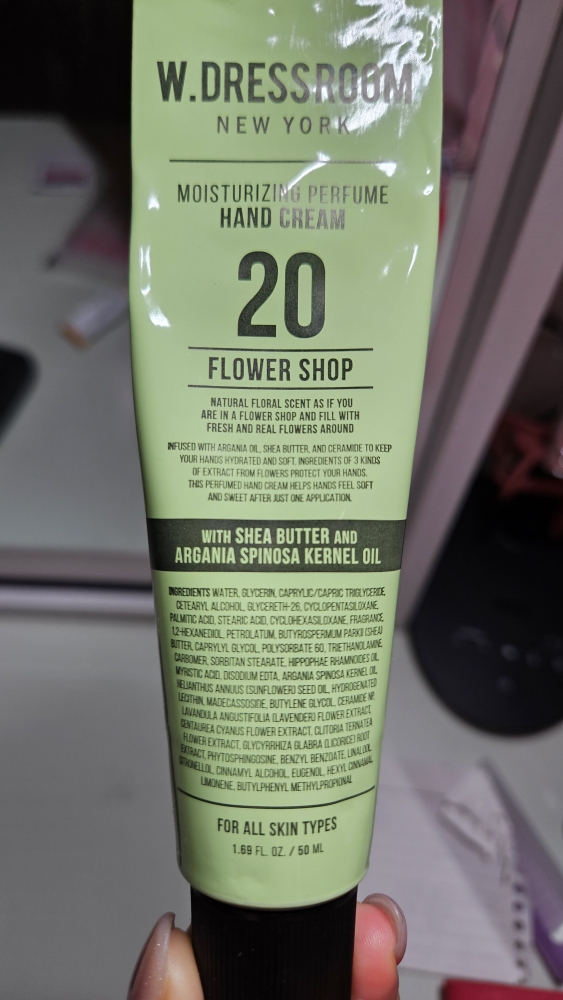 W.DRESSROOM
NEW YORK
MOISTURIZING PERFUME
HAND CREAM
20
FLOWER SHOP
NATURAL FLORAL SCENT AS IF YOU
ARE IN A FLOWER SHOP AND FILL WITH
FRESH AND REAL FLOWERS AROUND
INFUSED WITH ARGANIA OIL, SHEA BUTTER, AND CERAMIDE TO KEEP
YOUR HANDS HYDRATED AND SOFT. INGREDIENTS OF 3 KINDS
OF EXTRACT FROM FLOWERS PROTECT YOUR HANDS.
THIS PERFUMED HAND CREAM HELPS HANDS FEEL SOFT
AND SWEET AFTER JUST ONE APPLICATION.
WITH SHEA BUTTER AND
ARGANIA SPINOSA KERNEL OIL
INGREDIENTS WATER, GLYCERIN, CAPRYLIC/CAPRIC TRIGLYCERIDE,
CETEARYL ALCOHOL, GLYCERETH-26, CYCLOPENTASILOXANE,
PALMITIC ACID, STEARIC ACID, CYCLOHEXASILOXANE, FRAGRANCE,
1,2-HEXANEDIOL, PETROLATUM, BUTYROSPERMUM PARKII (SHEA)
BUTTER, CAPRYLYL GLYCOL, POLYSORBATE 60, TRIETHANOLAMINE,
CARBOMER, SORBITAN STEARATE, HIPPOPHAE RHAMNOIDES OIL,
MYRISTIC ACID, DISODIUM EDTA, ARGANIA SPINOSA KERNEL OIL,
HELIANTHUS ANNUUS (SUNFLOWER) SEED OIL, HYDROGENATED
LECITHIN, MADECASSOSIDE, BUTYLENE GLYCOL, CERAMIDE NP,
LAVANDULA ANGUSTIFOLIA (LAVENDER) FLOWER EXTRACT,
CENTAUREA CYANUS FLOWER EXTRACT, CLITORIA TERNATEA
FLOWER EXTRACT, GLYCYRRHIZA GLABRA (LICORICE) ROOT
EXTRACT, PHYTOSPHINGOSINE, BENZYL BENZOATE, LINALOOL,
CITRONELLOL, CINNAMYL ALCOHOL, EUGENOL, HEXYL CINNAMAL,
LIMONENE, BUTYLPHENYL METHYLPROPIONAL
FOR ALL SKIN TYPES
1.69 FL. OZ. / 50 ML